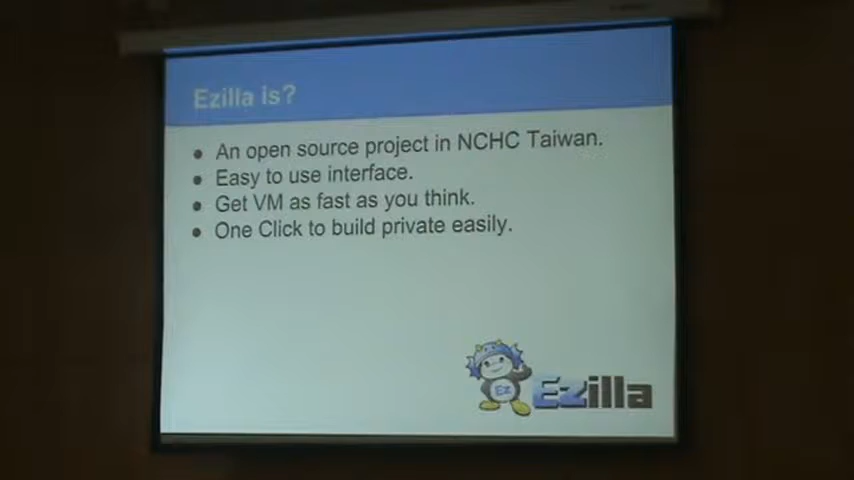 Ezilla is?
● An open source project in NCHC Taiwan.
● Easy to use interface.
● Get VM as fast as you think.
● One Click to build private easily.
Ez
Ezilla